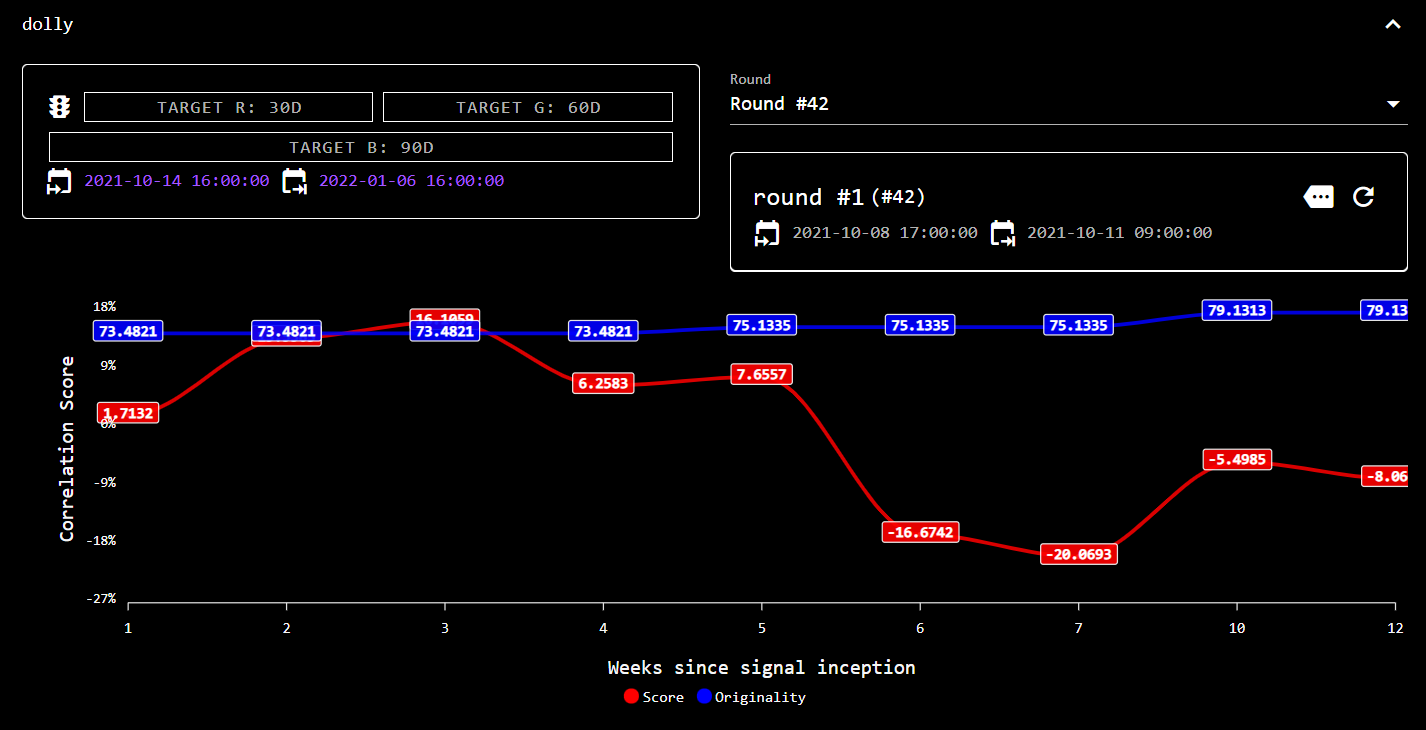 dolly
TARGET R: 30D
TARGET G: 60D
TARGET B: 90D
2021-10-14 16:00:00 2022-01-06 16:00:00
Round
Round #42
round #1 (#42)
2021-10-08 17:00:00 2021-10-11 09:00:00
18%
9%
0%
-9%
-18%
-27%
Correlation Score
73.4821 73.4821 73.4821 73.4821 75.1335 75.1335 75.1335 79.1313 79.13
1.7132 16.1059 6.2583 7.6557 -16.6742 -20.0693 -5.4985 -8.06
1 2 3 4 5 6 7 10 12
Weeks since signal inception
Score Originality